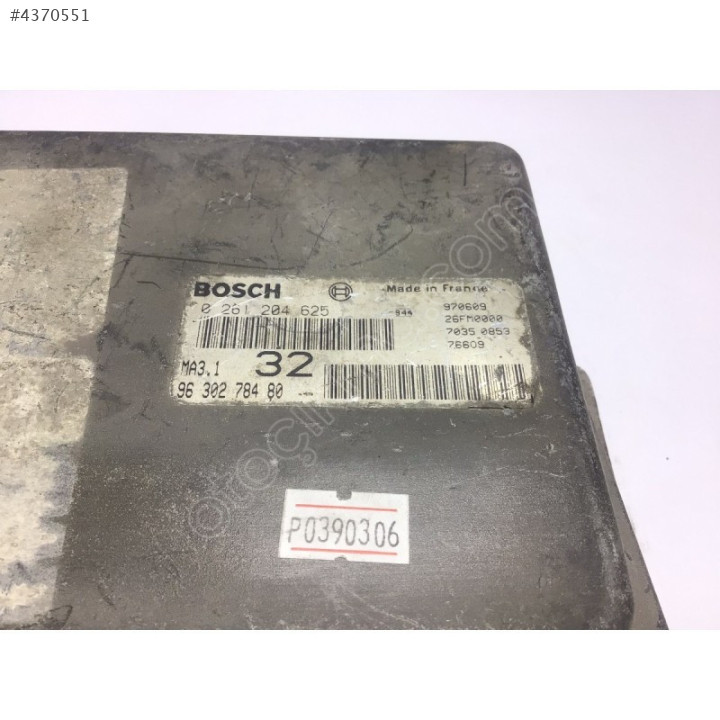 #4370551
BOSCH Made in France
0 261 204 625 970609
26FM0000
7035 0853
76609
MA3.1 32
96 302 784 80
P0390306